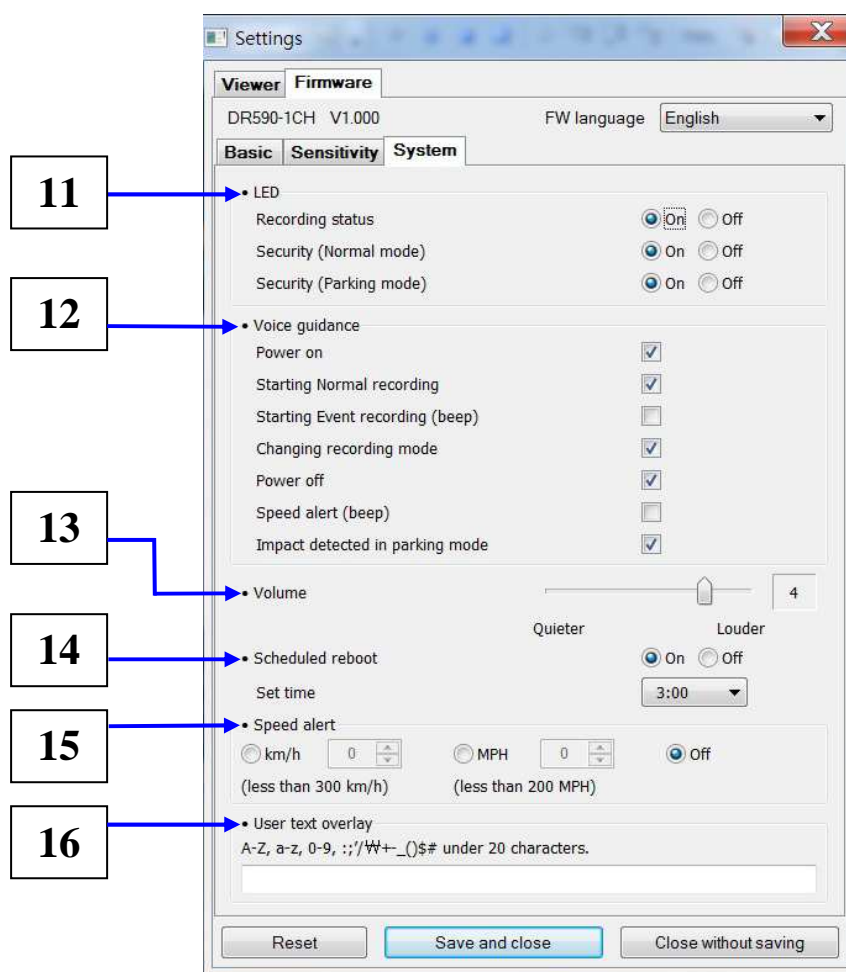 Settings
Viewer Firmware
DR590-1CH V1.000 FW language English
Basic Sensitivity System
11 • LED
Recording status On Off
Security (Normal mode) On Off
Security (Parking mode) On Off
12 • Voice guidance
Power on
Starting Normal recording
Starting Event recording (beep)
Changing recording mode
Power off
Speed alert (beep)
Impact detected in parking mode
13 • Volume 4
Quieter Louder
14 • Scheduled reboot On Off
Set time 3:00
15 • Speed alert
km/h 0 MPH 0 Off
(less than 300 km/h) (less than 200 MPH)
16 • User text overlay
A-Z, a-z, 0-9, :;'/₩+-_()$# under 20 characters.
Reset Save and close Close without saving